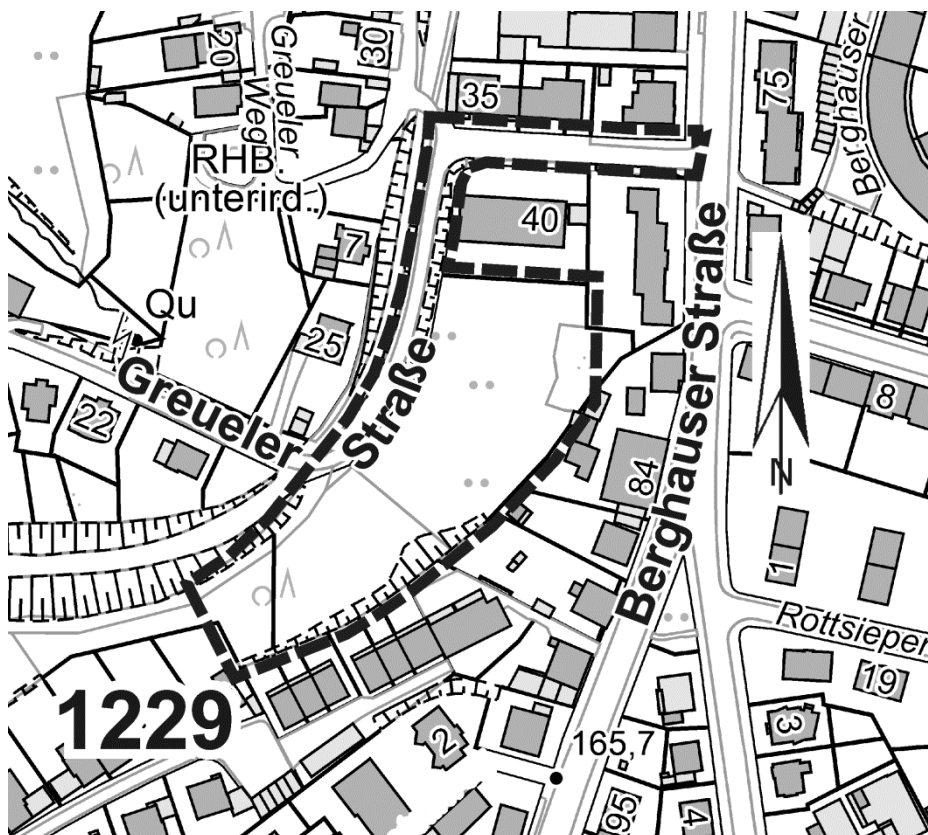 20
Greueler
Weg
30
35
75
Berghauser
RHB.
(unterird.)
40
7
Berghauser Straße
Qu
25
Greueler
Straße
22
8
84
N
1
Rottsieper
19
1229
2
3
165,7
95
4